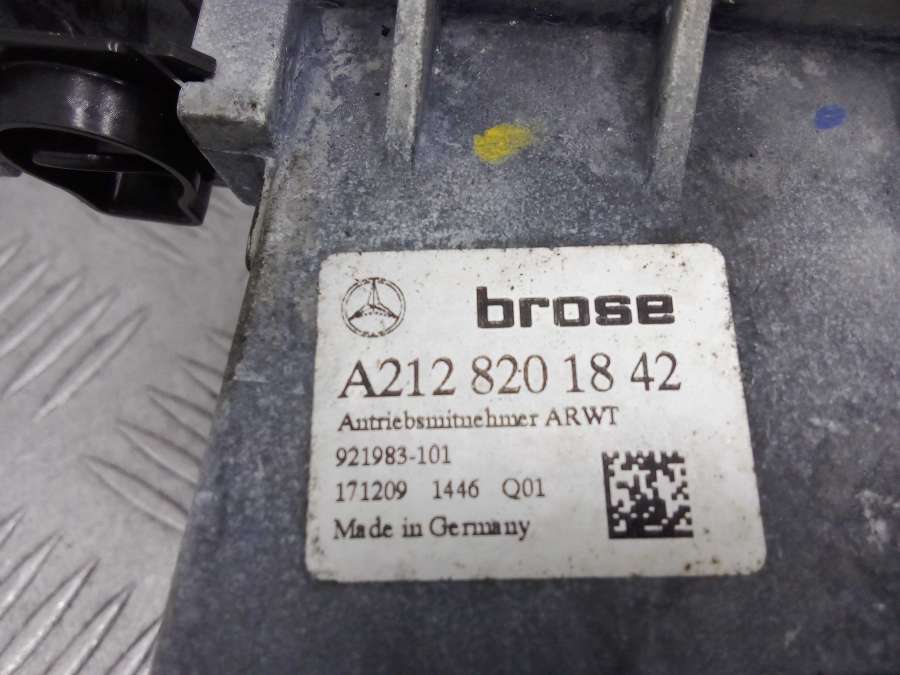 brose
A212 820 18 42
Antriebsmitnehmer ARWT
921983-101
171209 1446 Q01
Made in Germany